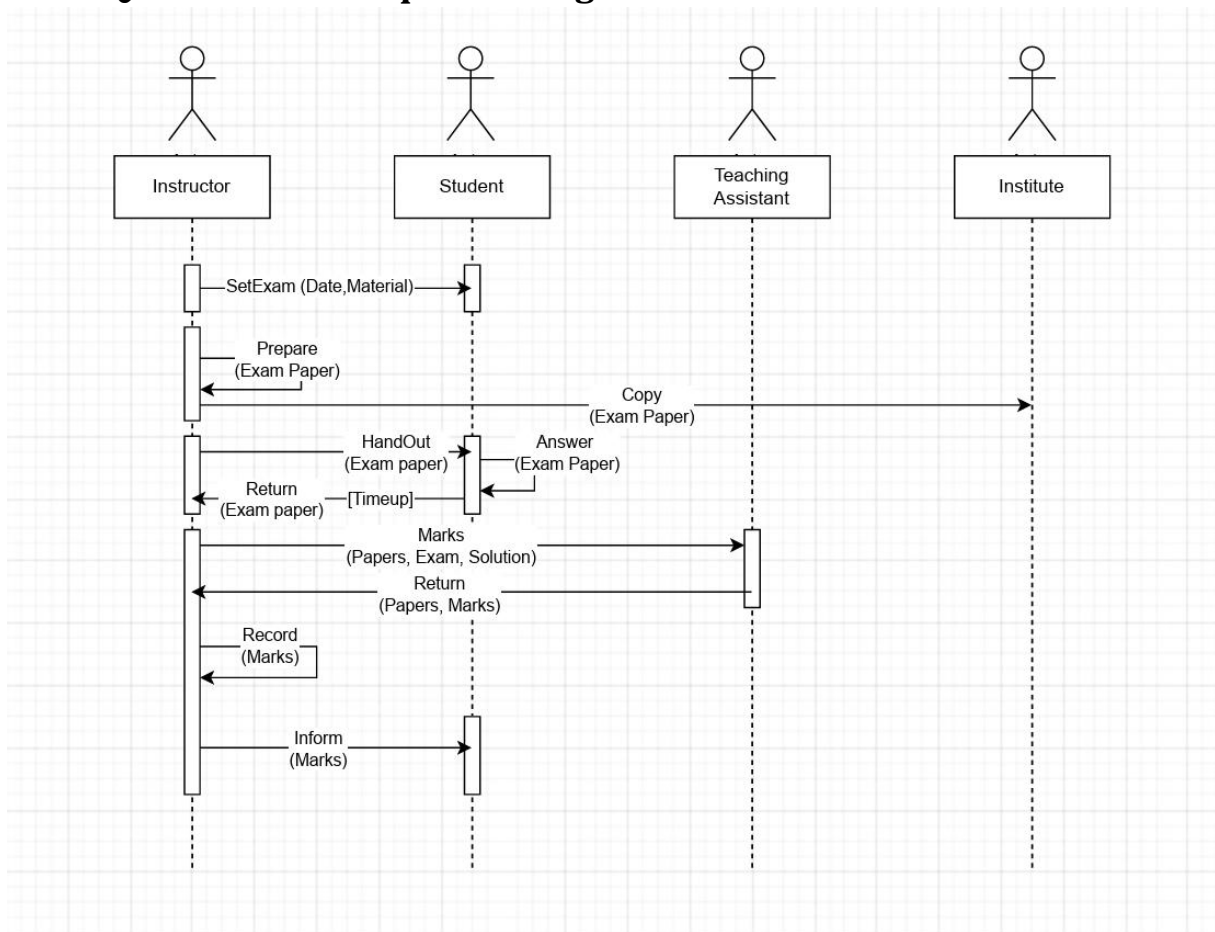 Instructor
Student
Teaching
Assistant
Institute
SetExam (Date,Material)
Prepare
(Exam Paper)
Copy
(Exam Paper)
HandOut
(Exam paper)
Answer
(Exam Paper)
Return
(Exam paper)
[Timeup]
Marks
(Papers, Exam, Solution)
Return
(Papers, Marks)
Record
(Marks)
Inform
(Marks)